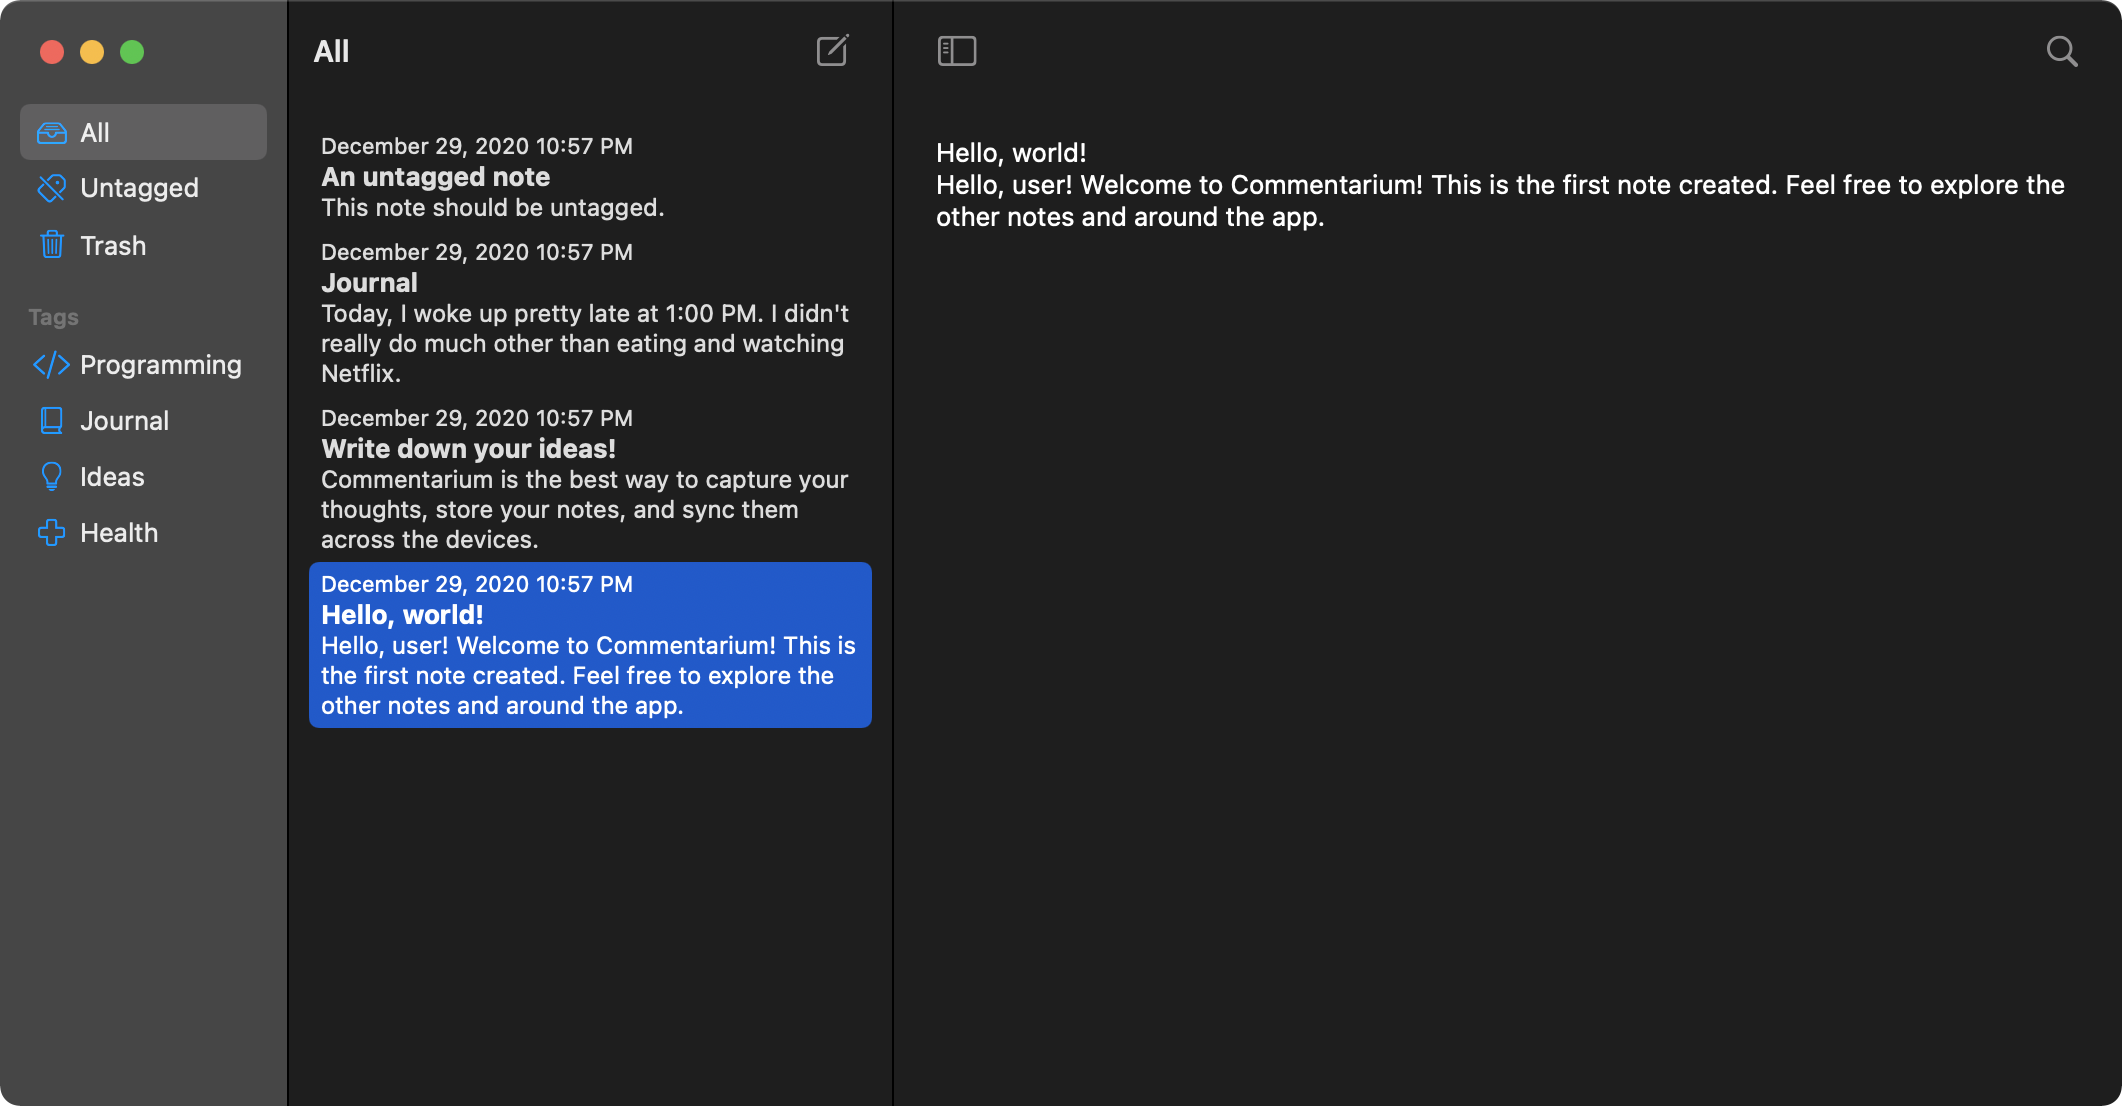 All
Untagged
Trash
Tags
Programming
Journal
Ideas
Health
All
December 29, 2020 10:57 PM
An untagged note
This note should be untagged.
December 29, 2020 10:57 PM
Journal
Today, I woke up pretty late at 1:00 PM. I didn't
really do much other than eating and watching
Netflix.
December 29, 2020 10:57 PM
Write down your ideas!
Commentarium is the best way to capture your
thoughts, store your notes, and sync them
across the devices.
December 29, 2020 10:57 PM
Hello, world!
Hello, user! Welcome to Commentarium! This is
the first note created. Feel free to explore the
other notes and around the app.
Hello, world!
Hello, user! Welcome to Commentarium! This is the first note created. Feel free to explore the
other notes and around the app.